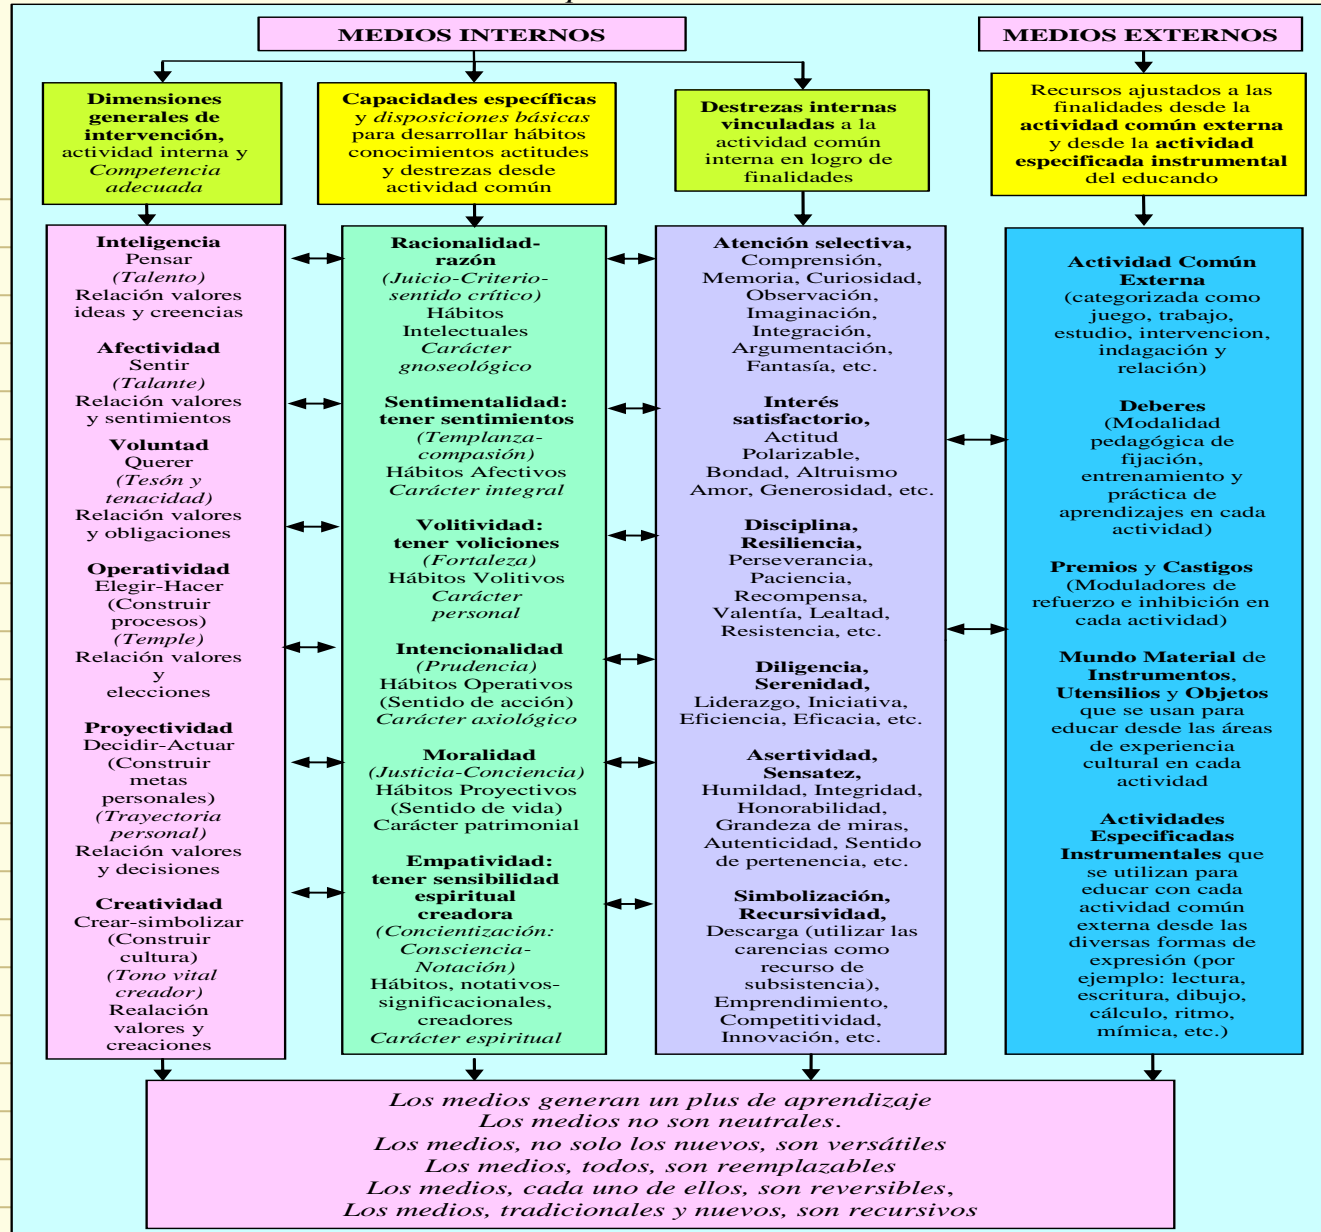 MEDIOS INTERNOS
MEDIOS EXTERNOS
Dimensiones
generales de
intervención,
actividad interna y
Competencia
adecuada
Capacidades específicas
y disposiciones básicas
para desarrollar hábitos
conocimientos actitudes
y destrezas desde
actividad común
Destrezas internas
vinculadas a la
actividad común
interna en logro de
finalidades
Recursos ajustados a las
finalidades desde la
actividad común externa
y desde la actividad
especificada instrumental
del educando
Inteligencia
Pensar
(Talento)
Relación valores
ideas y creencias
Afectividad
Sentir
(Talante)
Relación valores
y sentimientos
Voluntad
Querer
(Tesón y
tenacidad)
Relación valores
y obligaciones
Operatividad
Elegir-Hacer
(Construir
procesos)
(Temple)
Relación valores
y
elecciones
Proyectividad
Decidir-Actuar
(Construir
metas
personales)
(Trayectoria
personal)
Relación valores
y decisiones
Creatividad
Crear-simbolizar
(Construir
cultura)
(Tono vital
creador)
Realación
valores y
creaciones
Racionalidad-
razón
(Juicio-Criterio-
sentido crítico)
Hábitos
Intelectuales
Carácter
gnoseológico
Sentimentalidad:
tener sentimientos
(Templanza-
compasión)
Hábitos Afectivos
Carácter integral
Volitividad:
tener voliciones
(Fortaleza)
Hábitos Volitivos
Carácter
personal
Intencionalidad
(Prudencia)
Hábitos Operativos
(Sentido de acción)
Carácter axiológico
Moralidad
(Justicia-Conciencia)
Hábitos Proyectivos
(Sentido de vida)
Carácter patrimonial
Empatividad:
tener sensibilidad
espiritual
creadora
(Concientización:
Consciencia-
Notación)
Hábitos, notativos-
significacionales,
creadores
Carácter espiritual
Atención selectiva,
Comprensión,
Memoria, Curiosidad,
Observación,
Imaginación,
Integración,
Argumentación,
Fantasía, etc.
Interés
satisfactorio,
Actitud
Polarizable,
Bondad, Altruismo
Amor, Generosidad, etc.
Disciplina,
Resiliencia,
Perseverancia,
Paciencia,
Recompensa,
Valentía, Lealtad,
Resistencia, etc.
Diligencia,
Serenidad,
Liderazgo, Iniciativa,
Eficiencia, Eficacia, etc.
Asertividad,
Sensatez,
Humildad, Integridad,
Honorabilidad,
Grandeza de miras,
Autenticidad, Sentido
de pertenencia, etc.
Simbolización,
Recursividad,
Descarga (utilizar las
carencias como
recurso de
subsistencia),
Emprendimiento,
Competitividad,
Innovación, etc.
Actividad Común
Externa
(categorizada como
juego, trabajo,
estudio, intervencion,
indagación y
relación)
Deberes
(Modalidad
pedagógica de
fijación,
entrenamiento y
práctica de
aprendizajes en cada
actividad)
Premios y Castigos
(Moduladores de
refuerzo e inhibición en
cada actividad)
Mundo Material de
Instrumentos,
Utensilios y Objetos
que se usan para
educar desde las áreas
de experiencia
cultural en cada
actividad
Actividades
Especificadas
Instrumentales que
se utilizan para
educar con cada
actividad común
externa desde las
diversas formas de
expresión (por
ejemplo: lectura,
escritura, dibujo,
cálculo, ritmo,
mímica, etc.)
Los medios generan un plus de aprendizaje
Los medios no son neutrales.
Los medios, no solo los nuevos, son versátiles
Los medios, todos, son reemplazables
Los medios, cada uno de ellos, son reversibles,
Los medios, tradicionales y nuevos, son recursivos